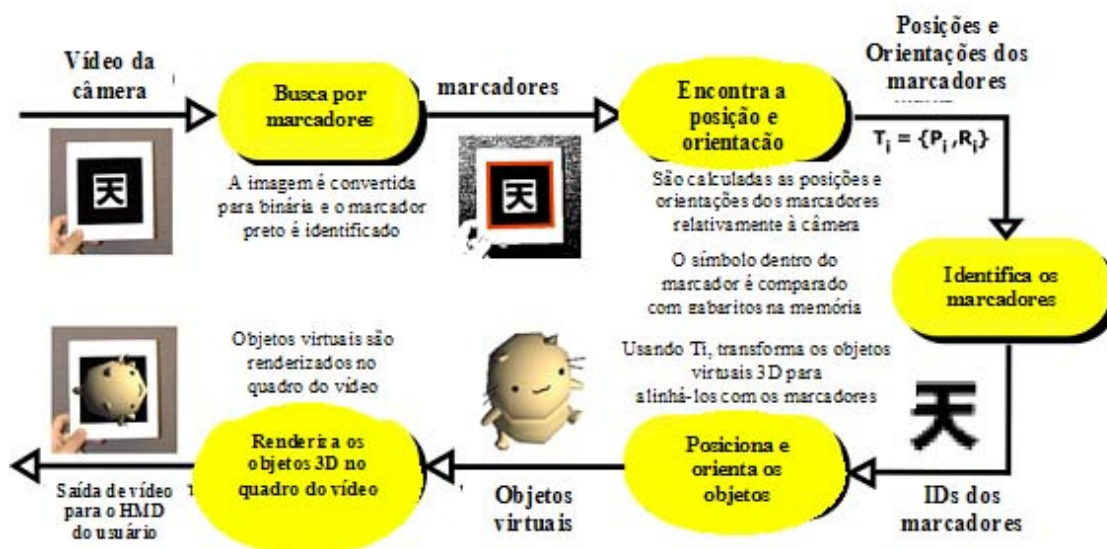 Vídeo da
câmera
Busca por
marcadores
A imagem é convertida
para binária e o marcador
preto é identificado
天
marcadores
天
Encontra a
posição e
orientacão
São calculadas as posições e
orientações dos marcadores
relativamente à câmera
Posições e
Orientações dos
marcadores
Ti = {Pi ,Ri}
Identifica os
marcadores
O símbolo dentro do
marcador é comparado
com gabaritos na memória
天
IDs dos
marcadores
Usando Ti, transforma os objetos
virtuais 3D para
alinhá-los com os marcadores
Posiciona e
orienta os
objetos
Objetos
virtuais
Objetos virtuais são
renderizados no
quadro do vídeo
Renderiza os
objetos 3D no
quadro do vídeo
Saída de vídeo
para o HMD
do usuário